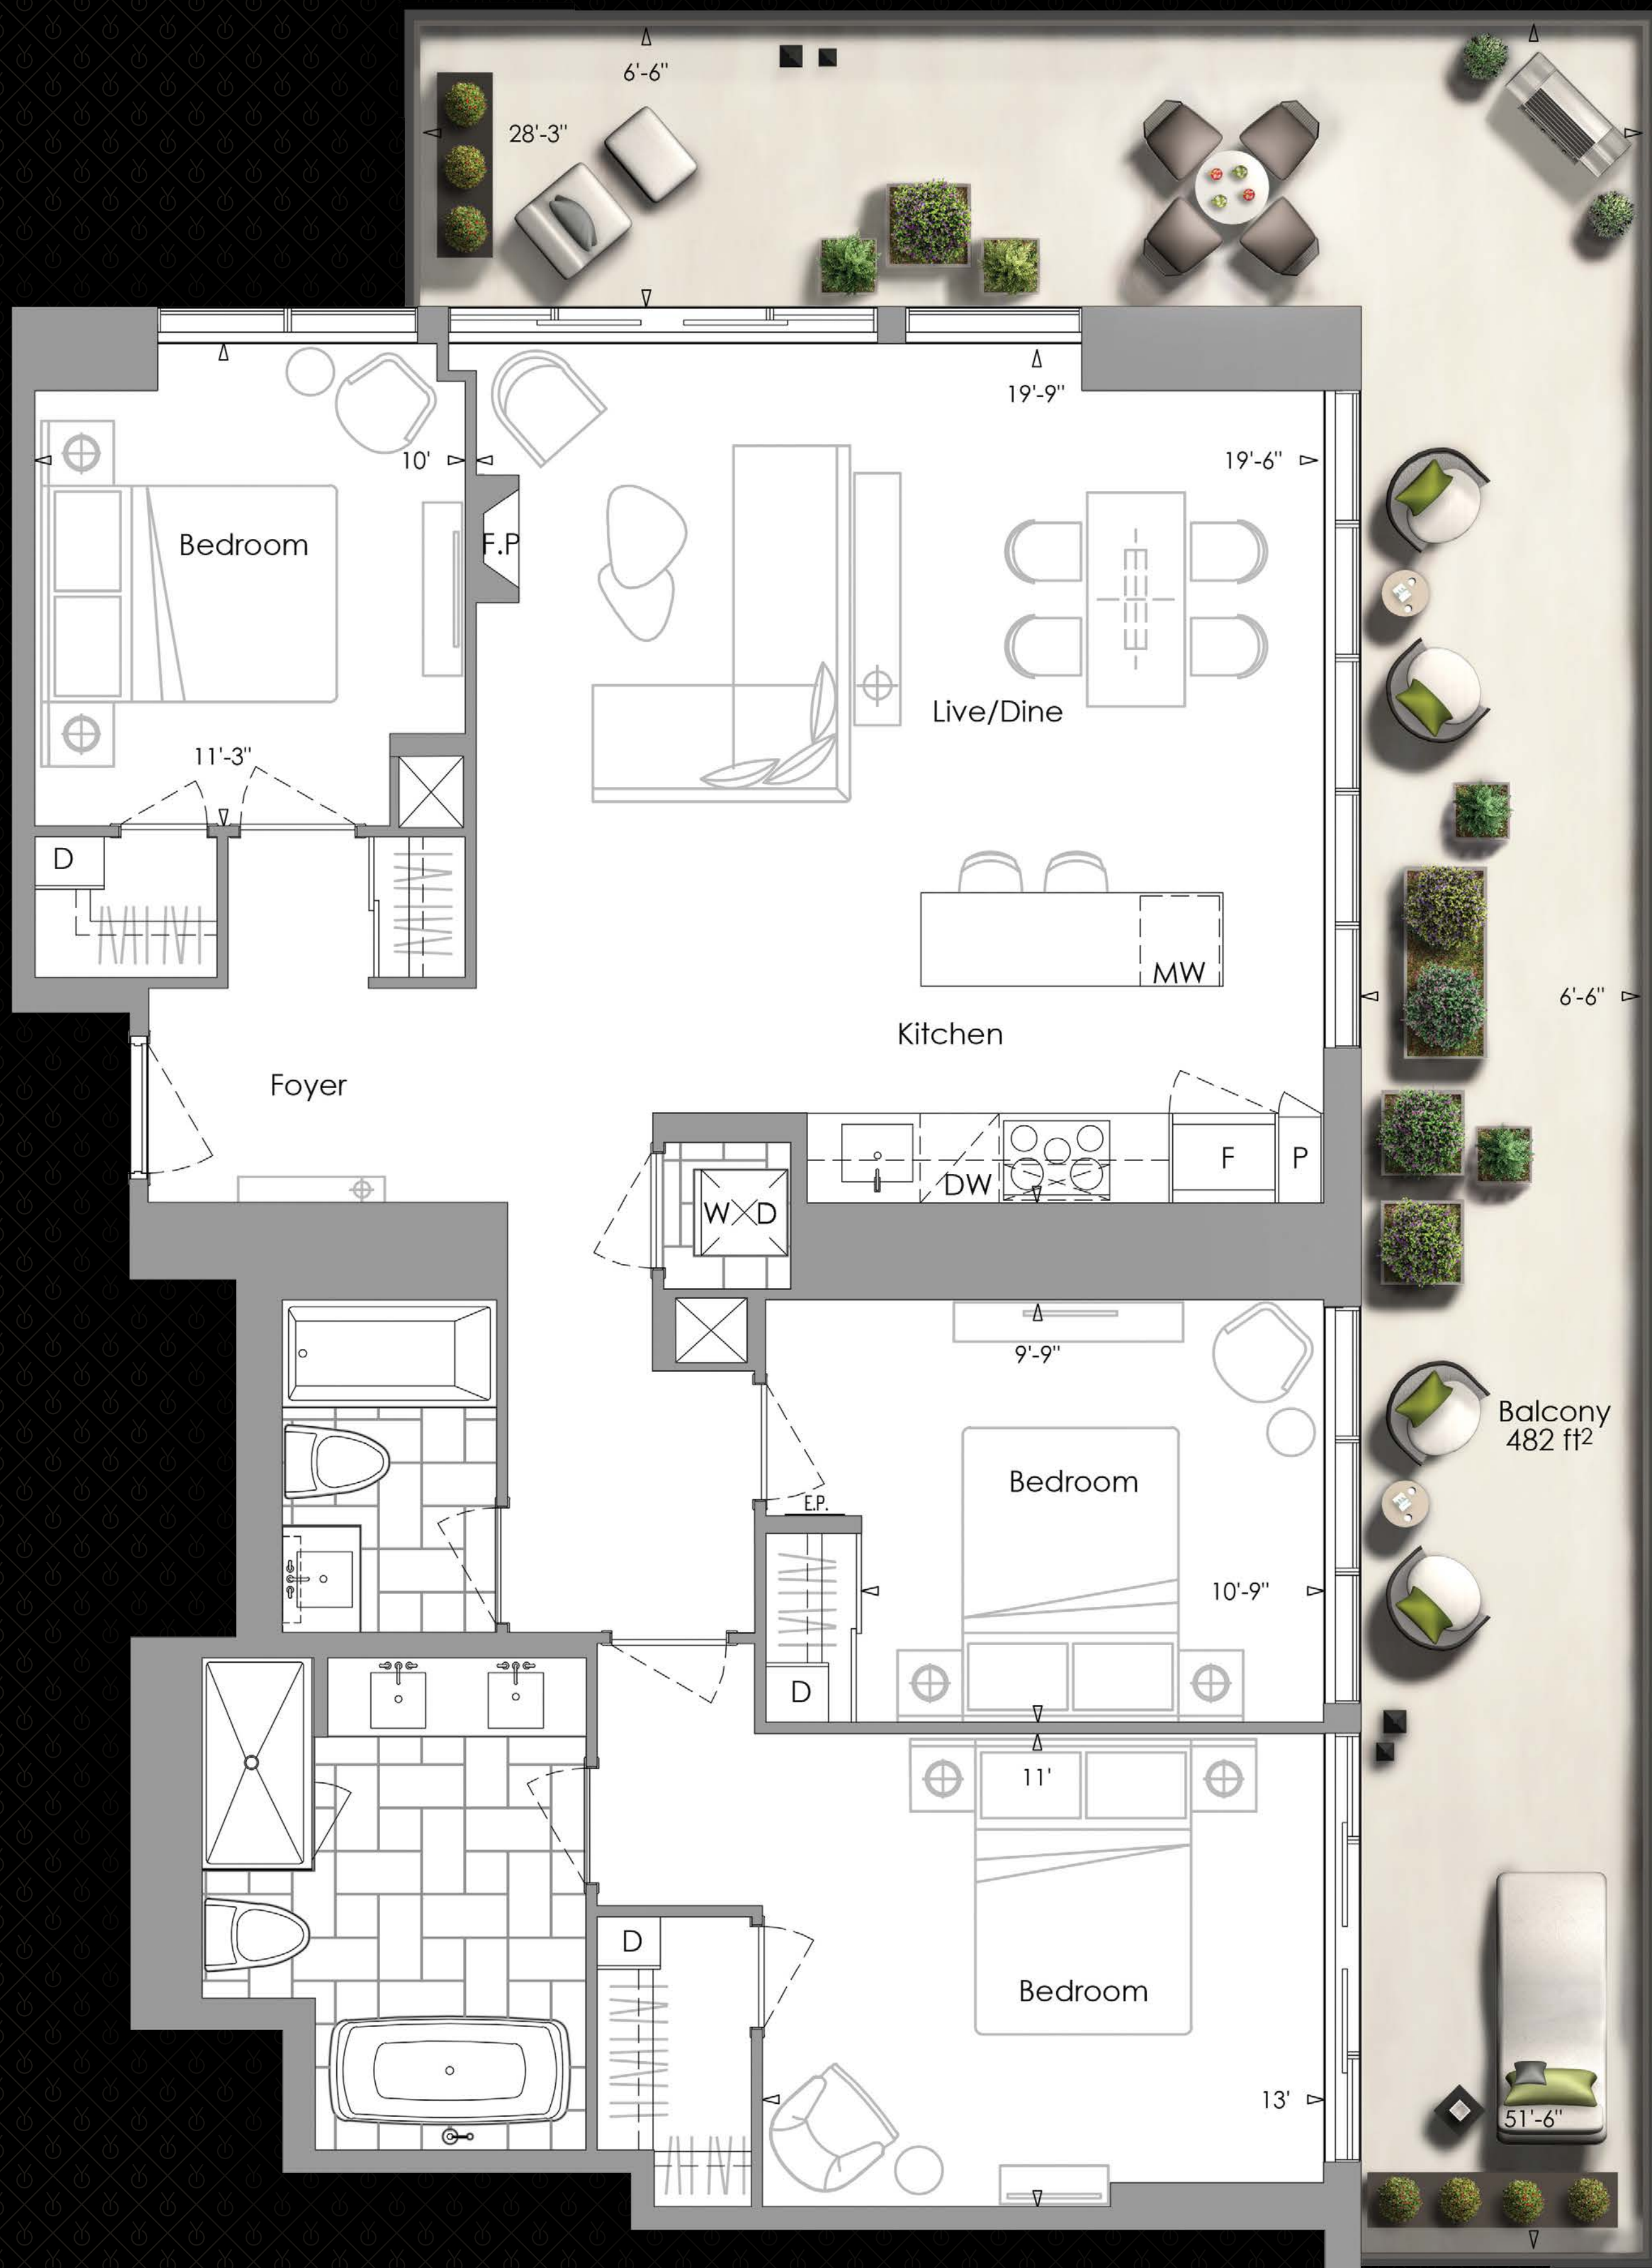 6'-6"
28'-3"
19'-9"
10'
19'-6"
Bedroom
F.P
Live/Dine
11'-3"
D
MW
6'-6"
Kitchen
Foyer
DW
F
P
W D
9'-9"
Balcony
482 ft²
Bedroom
E.P.
10'-9"
D
11'
D
Bedroom
13'
51'-6"